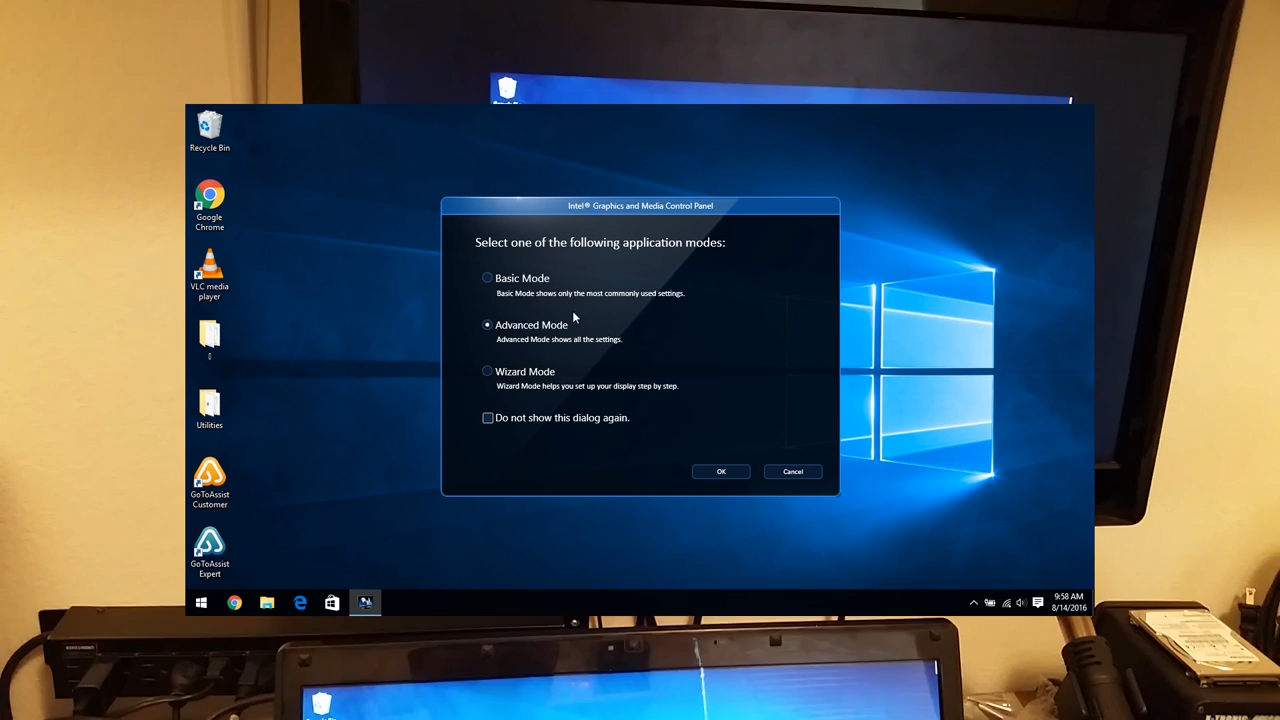 Recycle Bin
Google
Chrome
VLC media
player
Utilities
GoToAssist
Customer
GoToAssist
Expert
Intel® Graphics and Media Control Panel
Select one of the following application modes:
Basic Mode
Basic Mode shows only the most commonly used settings.
Advanced Mode
Advanced Mode shows all the settings.
Wizard Mode
Wizard Mode helps you set up your display step by step.
Do not show this dialog again.
OK
Cancel
9:58 AM
8/14/2016
X-TRONIC